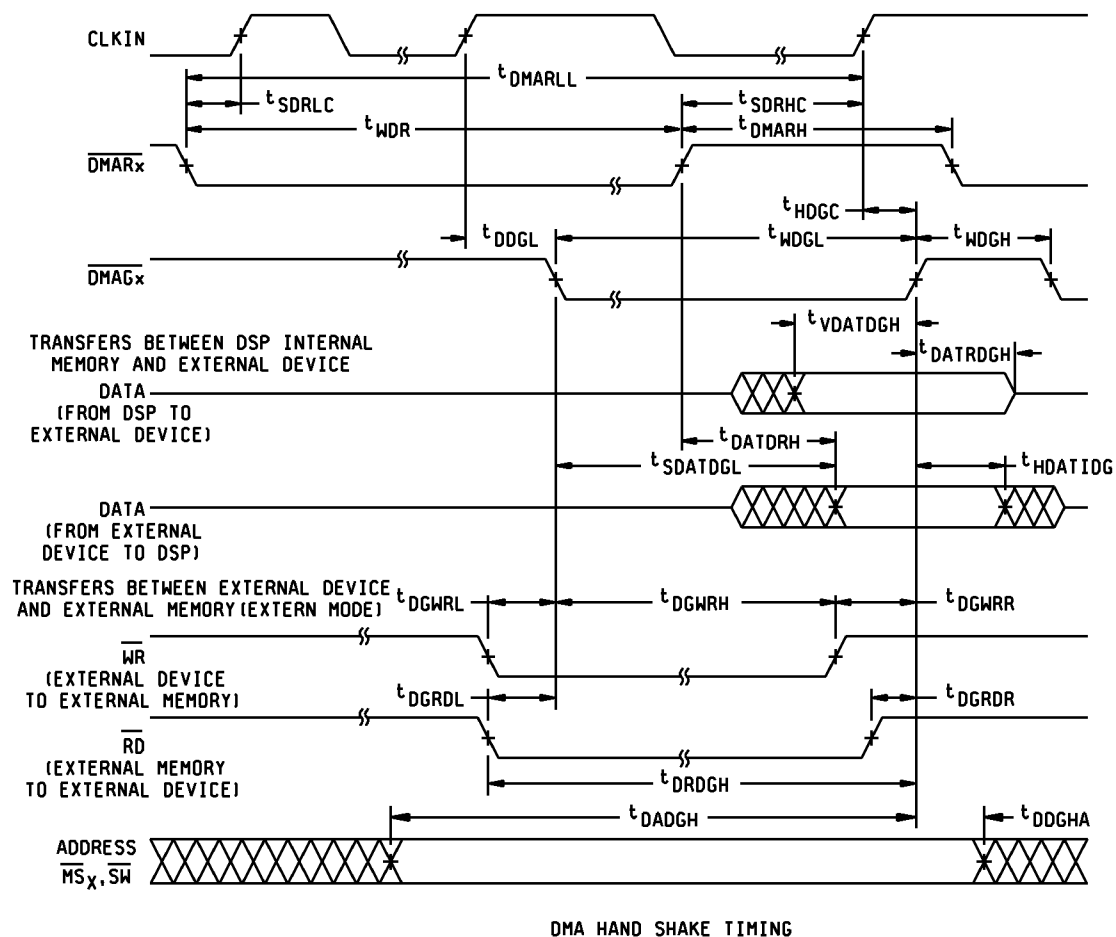 CLKIN
tDMARLL
tSDRLC
tSDRHC
tWDR
tDMARH
DMARx
tHDGC
tDDGL
tWDGL
tWDGH
DMAGx
tVDATDGH
TRANSFERS BETWEEN DSP INTERNAL
MEMORY AND EXTERNAL DEVICE
tDATRDGH
DATA
(FROM DSP TO
EXTERNAL DEVICE)
tDATDRH
tSDATDGL
tHDATIDG
DATA
(FROM EXTERNAL
DEVICE TO DSP)
TRANSFERS BETWEEN EXTERNAL DEVICE
AND EXTERNAL MEMORY(EXTERN MODE)
tDGWRL
tDGWRH
tDGWRR
WR
(EXTERNAL DEVICE
TO EXTERNAL MEMORY)
tDGRDL
tDGRDR
RD
(EXTERNAL MEMORY
TO EXTERNAL DEVICE)
tDRDGH
tDADGH
tDDGHA
ADDRESS
MSX,SW
DMA HAND SHAKE TIMING